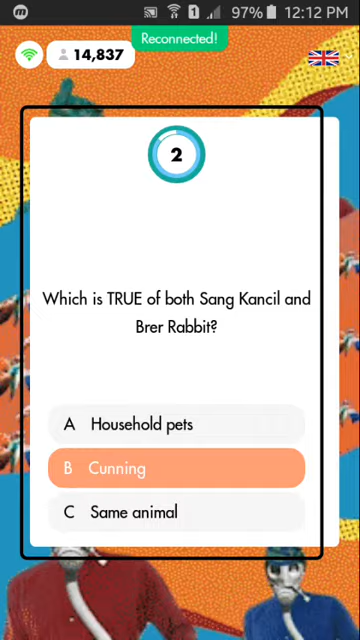 1 97% 12:12 PM
Reconnected!
14,837
2
Which is TRUE of both Sang Kancil and
Brer Rabbit?
A Household pets
B Cunning
C Same animal